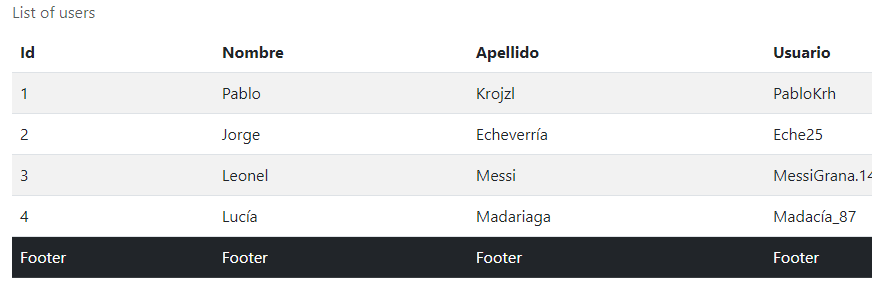 List of users
Id Nombre Apellido Usuario
1 Pablo Krojzl PabloKrh
2 Jorge Echeverría Eche25
3 Leonel Messi MessiGrana.14
4 Lucía Madariaga Madacía_87
Footer Footer Footer Footer